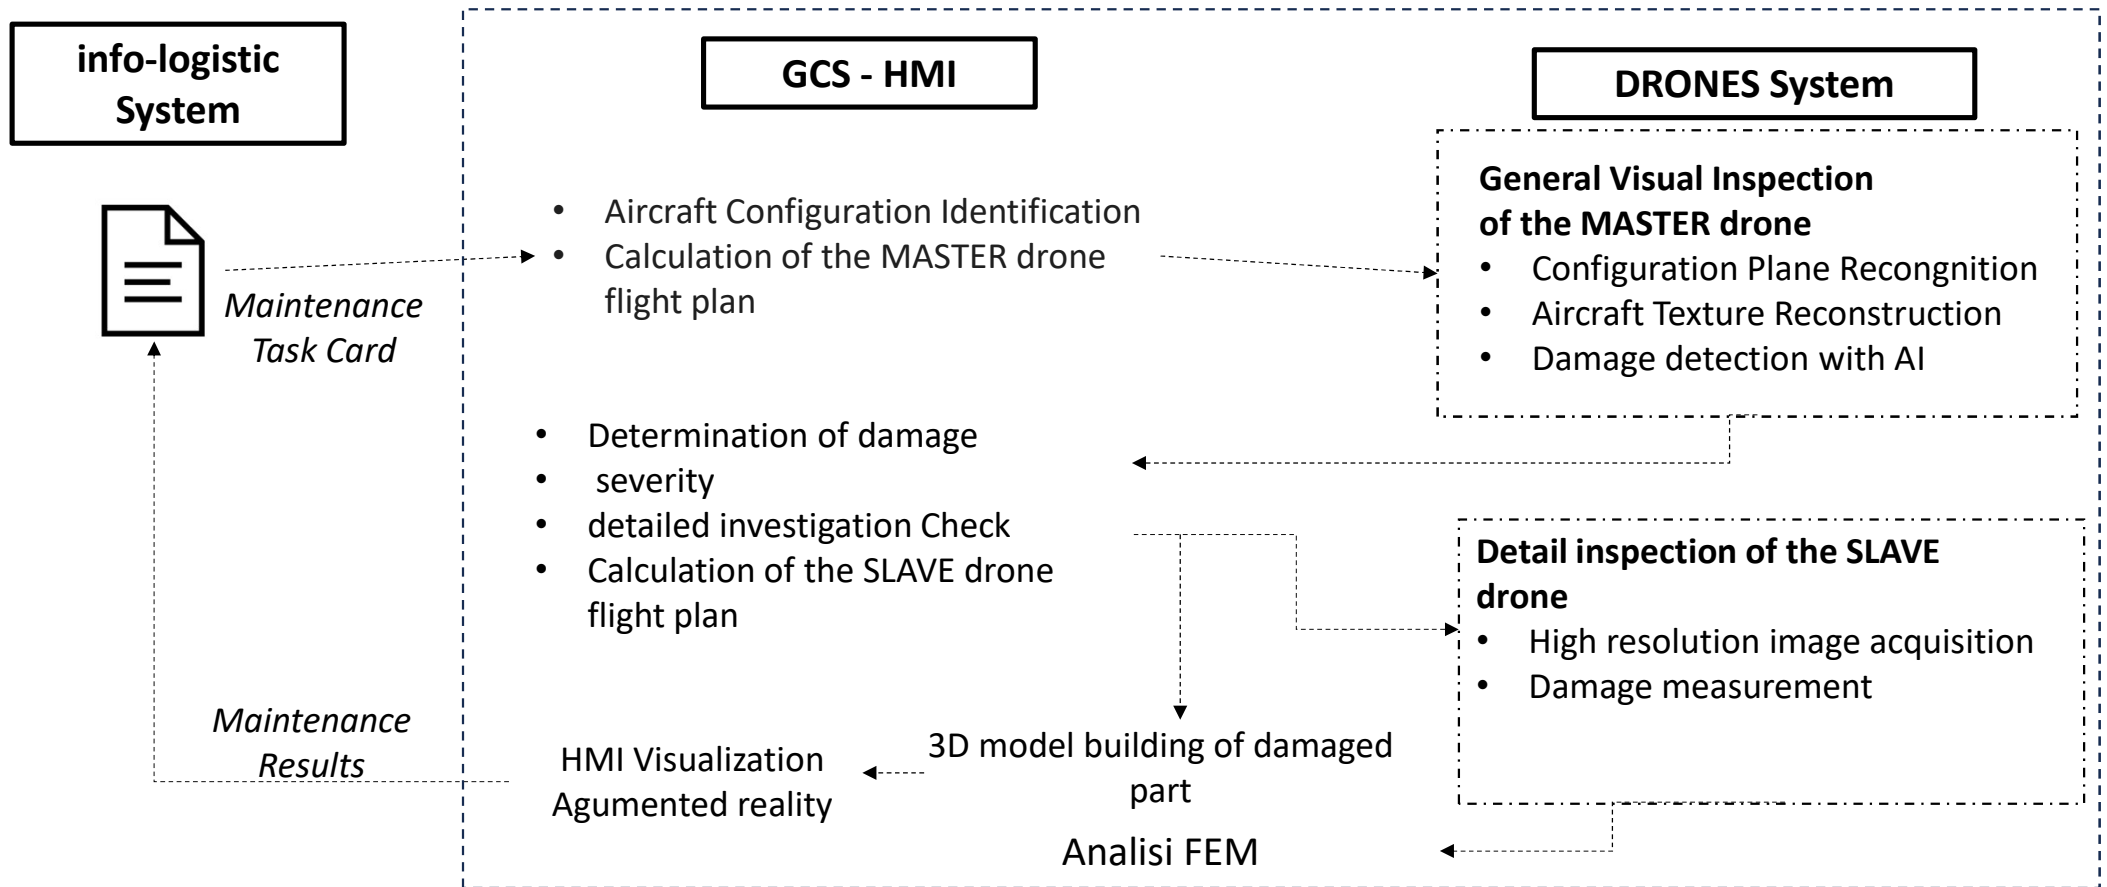 info-logistic
System
GCS - HMI
DRONES System
• Aircraft Configuration Identification
• Calculation of the MASTER drone
flight plan
General Visual Inspection
of the MASTER drone
• Configuration Plane Recongnition
• Aircraft Texture Reconstruction
• Damage detection with AI
Maintenance
Task Card
• Determination of damage
• severity
• detailed investigation Check
• Calculation of the SLAVE drone
flight plan
Detail inspection of the SLAVE
drone
• High resolution image acquisition
• Damage measurement
Maintenance
Results
HMI Visualization
Agumented reality
3D model building of damaged
part
Analisi FEM